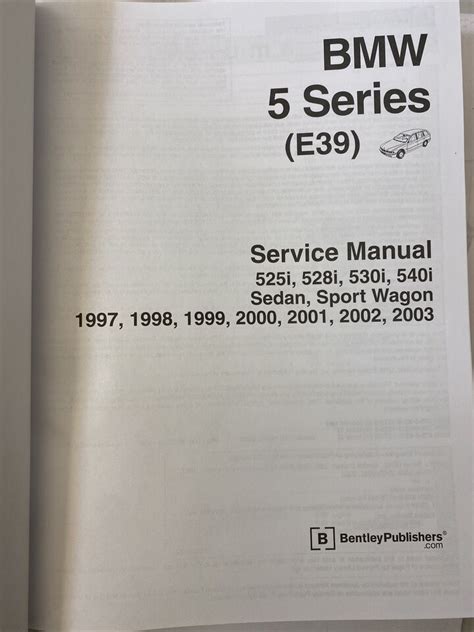 BMW
5 Series
(E39)
Service Manual
525i, 528i, 530i, 540i
Sedan, Sport Wagon
1997, 1998, 1999, 2000, 2001, 2002, 2003
[B] BentleyPublishers®
.com